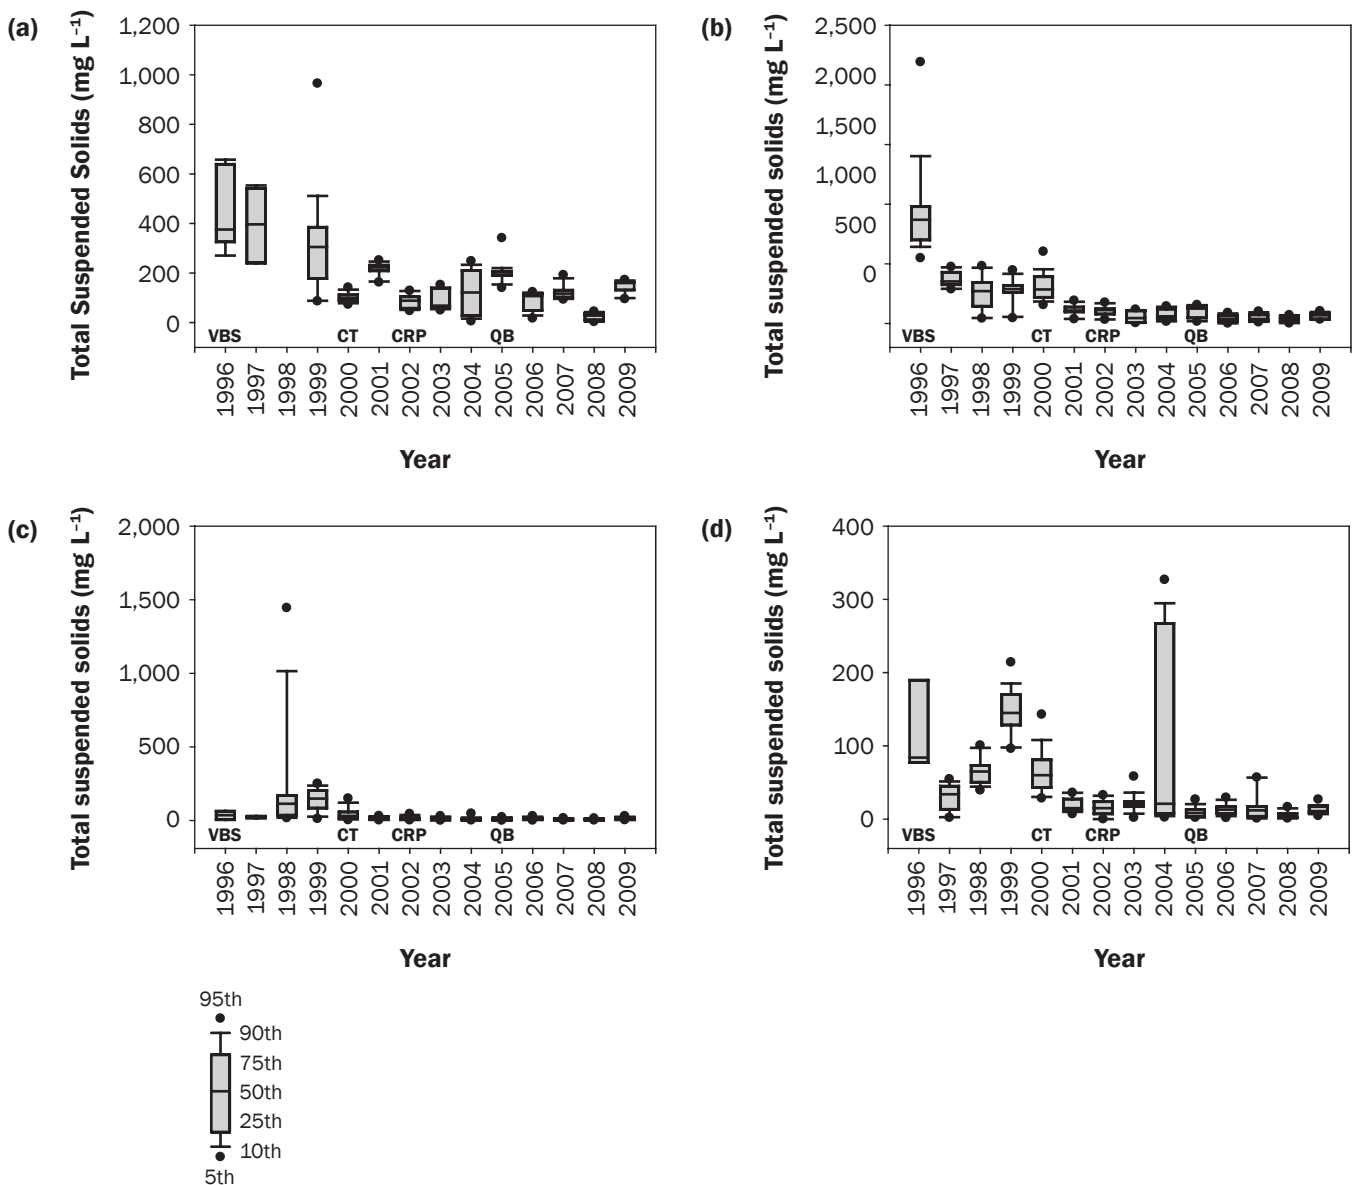 (a)
Total Suspended Solids (mg L⁻¹)
1,200
1,000
800
600
400
200
0
VBS CT CRP QB
1996 1997 1998 1999 2000 2001 2002 2003 2004 2005 2006 2007 2008 2009
Year
(b)
Total suspended solids (mg L⁻¹)
2,500
2,000
1,500
1,000
500
0
VBS CT CRP QB
1996 1997 1998 1999 2000 2001 2002 2003 2004 2005 2006 2007 2008 2009
Year
(c)
Total suspended solids (mg L⁻¹)
2,000
1,500
1,000
500
0
VBS CT CRP QB
1996 1997 1998 1999 2000 2001 2002 2003 2004 2005 2006 2007 2008 2009
Year
(d)
Total suspended solids (mg L⁻¹)
400
300
200
100
0
VBS CT CRP QB
1996 1997 1998 1999 2000 2001 2002 2003 2004 2005 2006 2007 2008 2009
Year
95th
90th
75th
50th
25th
10th
5th